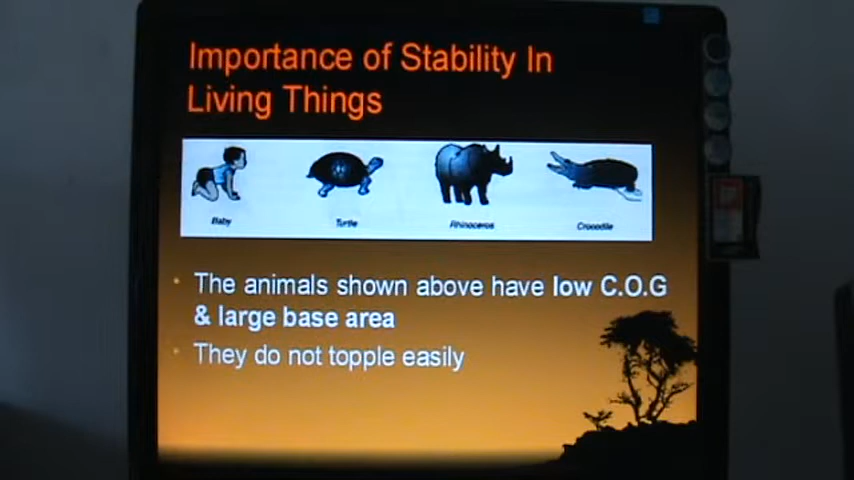 Importance of Stability In
Living Things
Baby
Turtle
Rhinoceros
Crocodile
• The animals shown above have low C.O.G
& large base area
• They do not topple easily